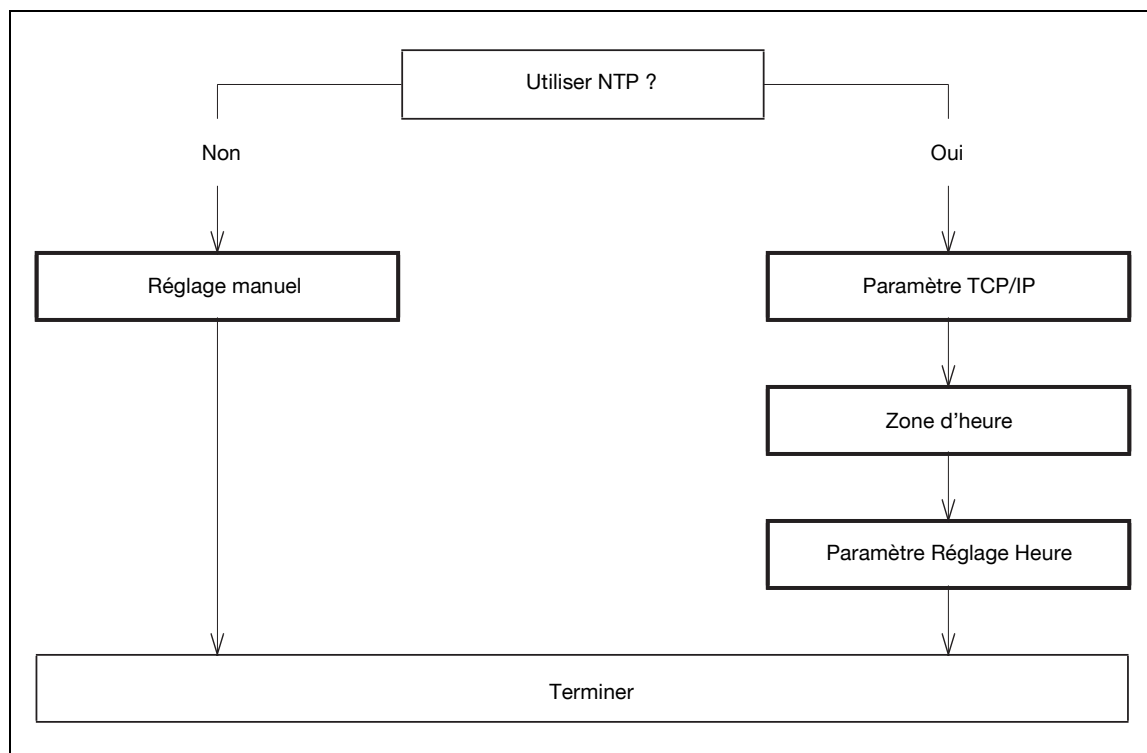 Utiliser NTP ?
Non
Oui
Réglage manuel
Paramètre TCP/IP
Zone d’heure
Paramètre Réglage Heure
Terminer